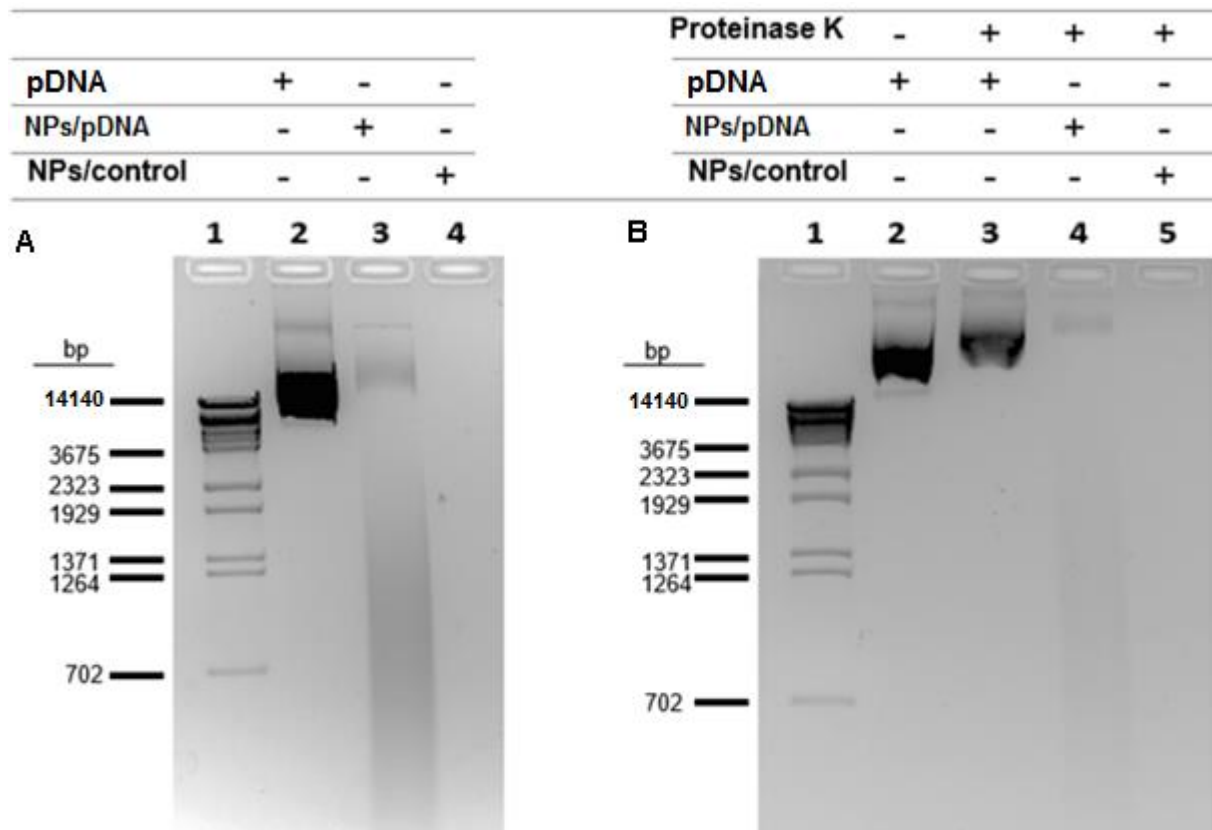 Proteinase K - + + +
pDNA + - -
pDNA + + - -
NPs/pDNA - + -
NPs/pDNA - - + -
NPs/control - - +
NPs/control - - - +
A 1 2 3 4
B 1 2 3 4 5
bp
14140
3675
2323
1929
1371
1264
702
bp
14140
3675
2323
1929
1371
1264
702